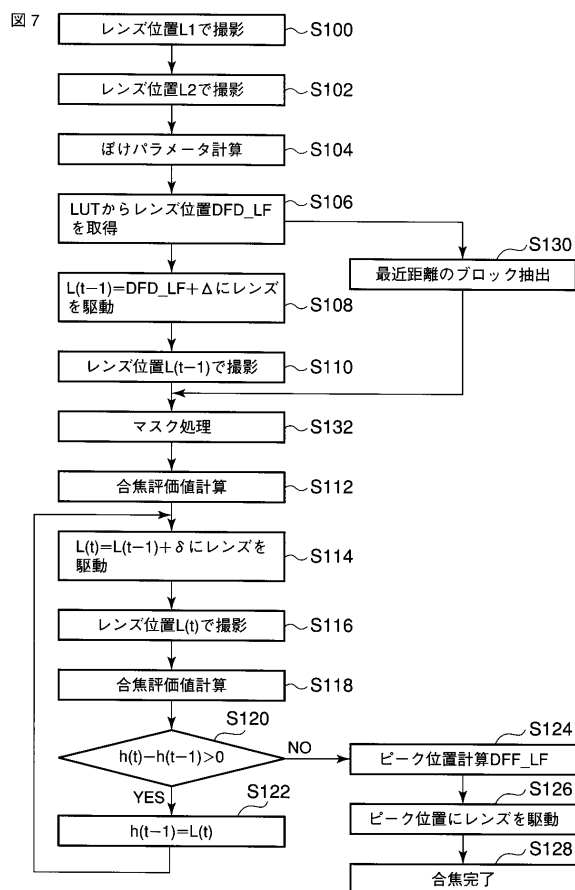 図7
レンズ位置L1で撮影
S100
レンズ位置L2で撮影
S102
ぼけパラメータ計算
S104
LUTからレンズ位置DFD_LF
を取得
S106
S130
最近距離のブロック抽出
L(t−1)=DFD_LF+Δにレンズ
を駆動
S108
レンズ位置L(t−1)で撮影
S110
マスク処理
S132
合焦評価値計算
S112
L(t)=L(t−1)+δにレンズを
駆動
S114
レンズ位置L(t)で撮影
S116
合焦評価値計算
S118
S120
h(t)−h(t−1)>0
NO
YES
S122
h(t−1)=L(t)
S124
ピーク位置計算DFF_LF
S126
ピーク位置にレンズを駆動
S128
合焦完了